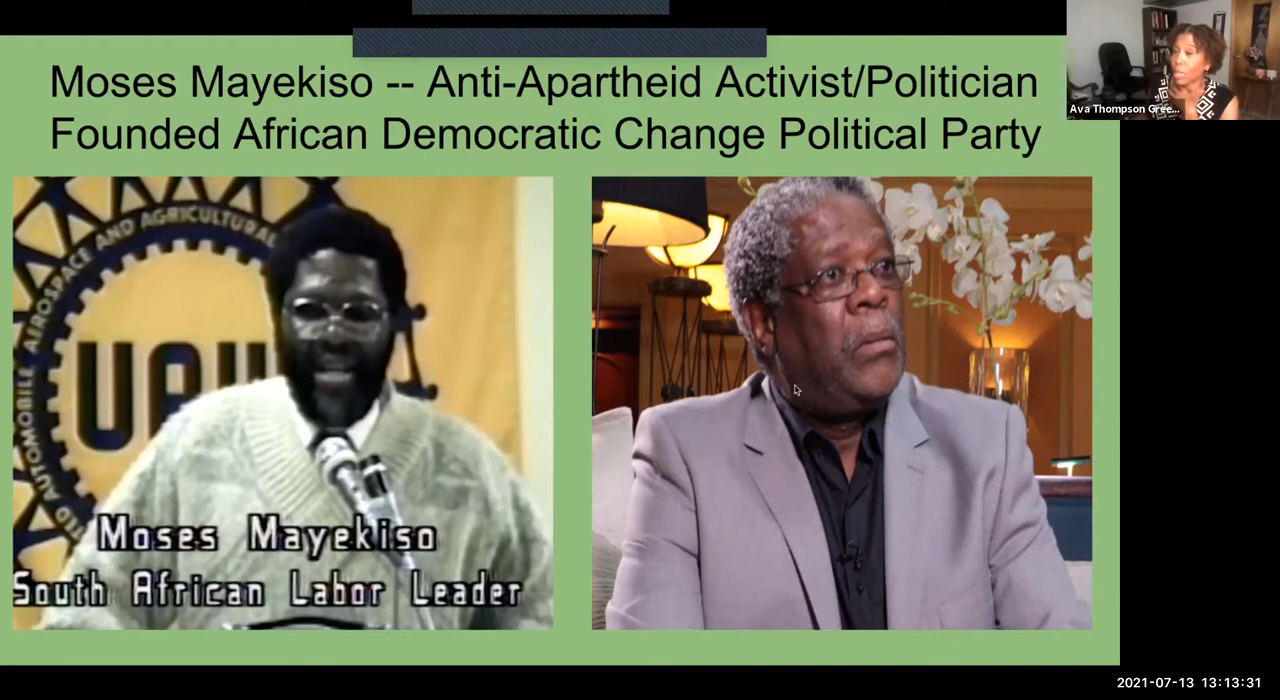 Moses Mayekiso -- Anti-Apartheid Activist/Politician
Founded African Democratic Change Political Party
Ava Thompson Gree...
AUTOMOBILE AEROSPACE AND AGRICULTURAL
UAW
Moses Mayekiso
South African Labor Leader
2021-07-13 13:13:31